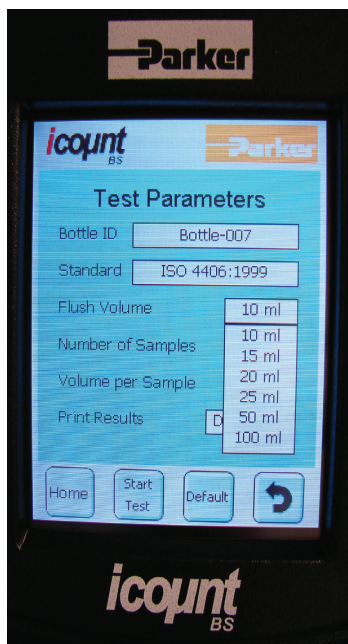 Parker
icount
BS
Parker
Test Parameters
Bottle ID Bottle-007
Standard ISO 4406:1999
Flush Volume 10 ml
10 ml
Number of Samples
15 ml
20 ml
Volume per Sample
25 ml
50 ml
Print Results D
100 ml
Home
Start
Test
Default
icount
BS